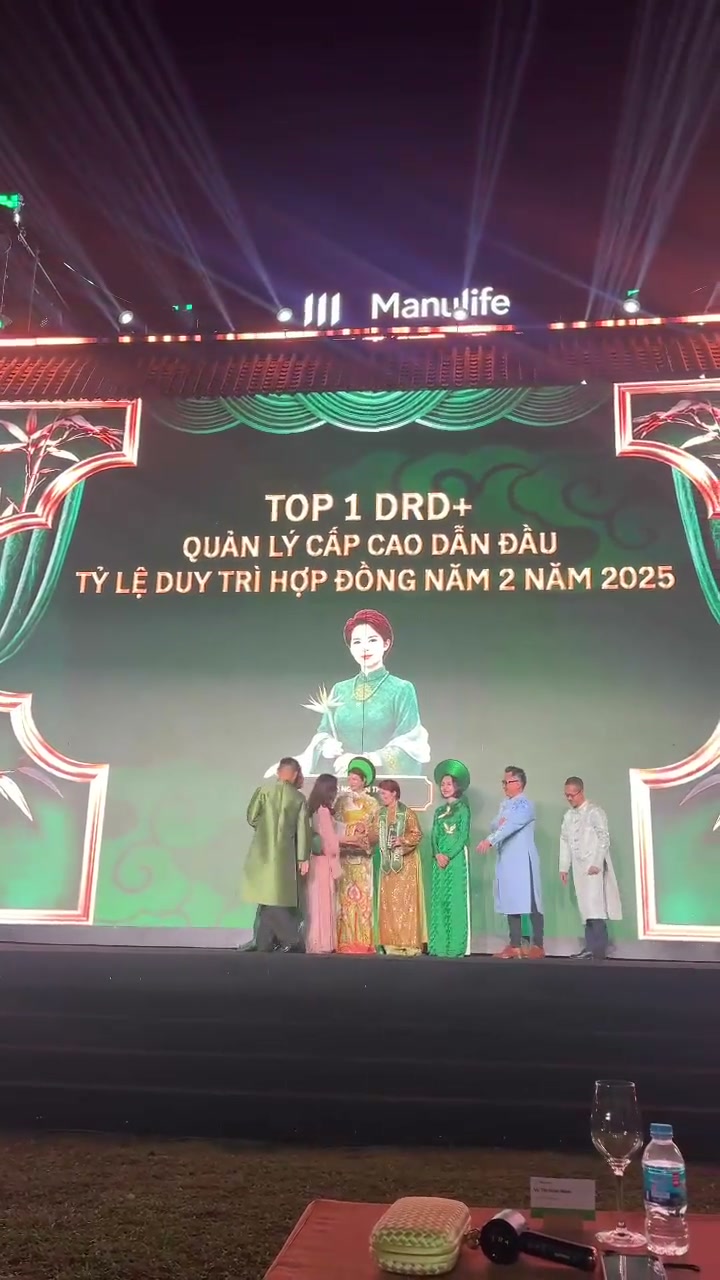 Manulife
TOP 1 DRD+
QUẢN LÝ CẤP CAO DẪN ĐẦU
TỶ LỆ DUY TRÌ HỢP ĐỒNG NĂM 2 NĂM 2025